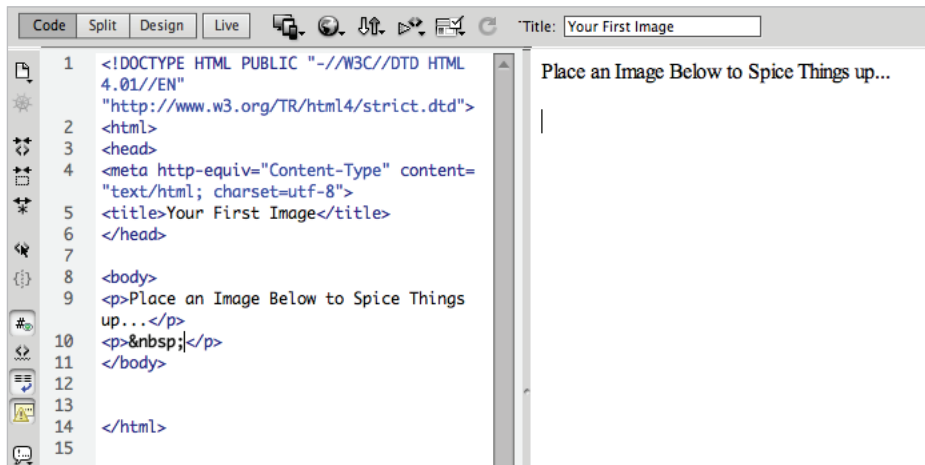 Code Split Design Live Title: Your First Image
1 <!DOCTYPE HTML PUBLIC "-//W3C//DTD HTML
4.01//EN"
"http://www.w3.org/TR/html4/strict.dtd">
2 <html>
3 <head>
4 <meta http-equiv="Content-Type" content=
"text/html; charset=utf-8">
5 <title>Your First Image</title>
6 </head>
7
8 <body>
9 <p>Place an Image Below to Spice Things
up...</p>
10 <p>&nbsp;</p>
11 </body>
12
13
14 </html>
15
Place an Image Below to Spice Things up...